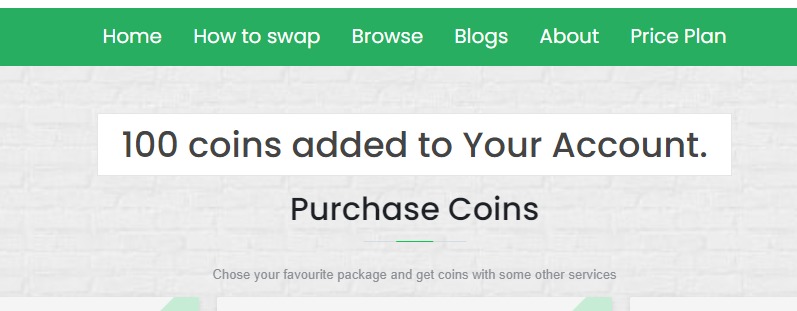 Home How to swap Browse Blogs About Price Plan
100 coins added to Your Account.
Purchase Coins
Chose your favourite package and get coins with some other services